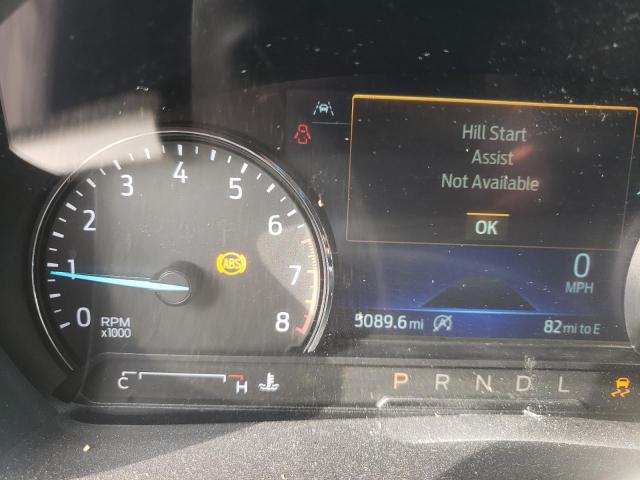 Hill Start
Assist
Not Available
OK
0
MPH
3089.6 mi
82 mi to E
0 1 2 3 4 5 6 7 8
RPM
x1000
ABS
C H
P R N D L